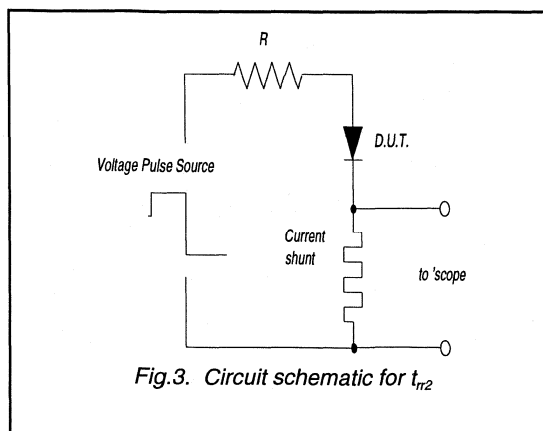 R
D.U.T.
Voltage Pulse Source
Current
shunt
to 'scope
Fig.3. Circuit schematic for trr2